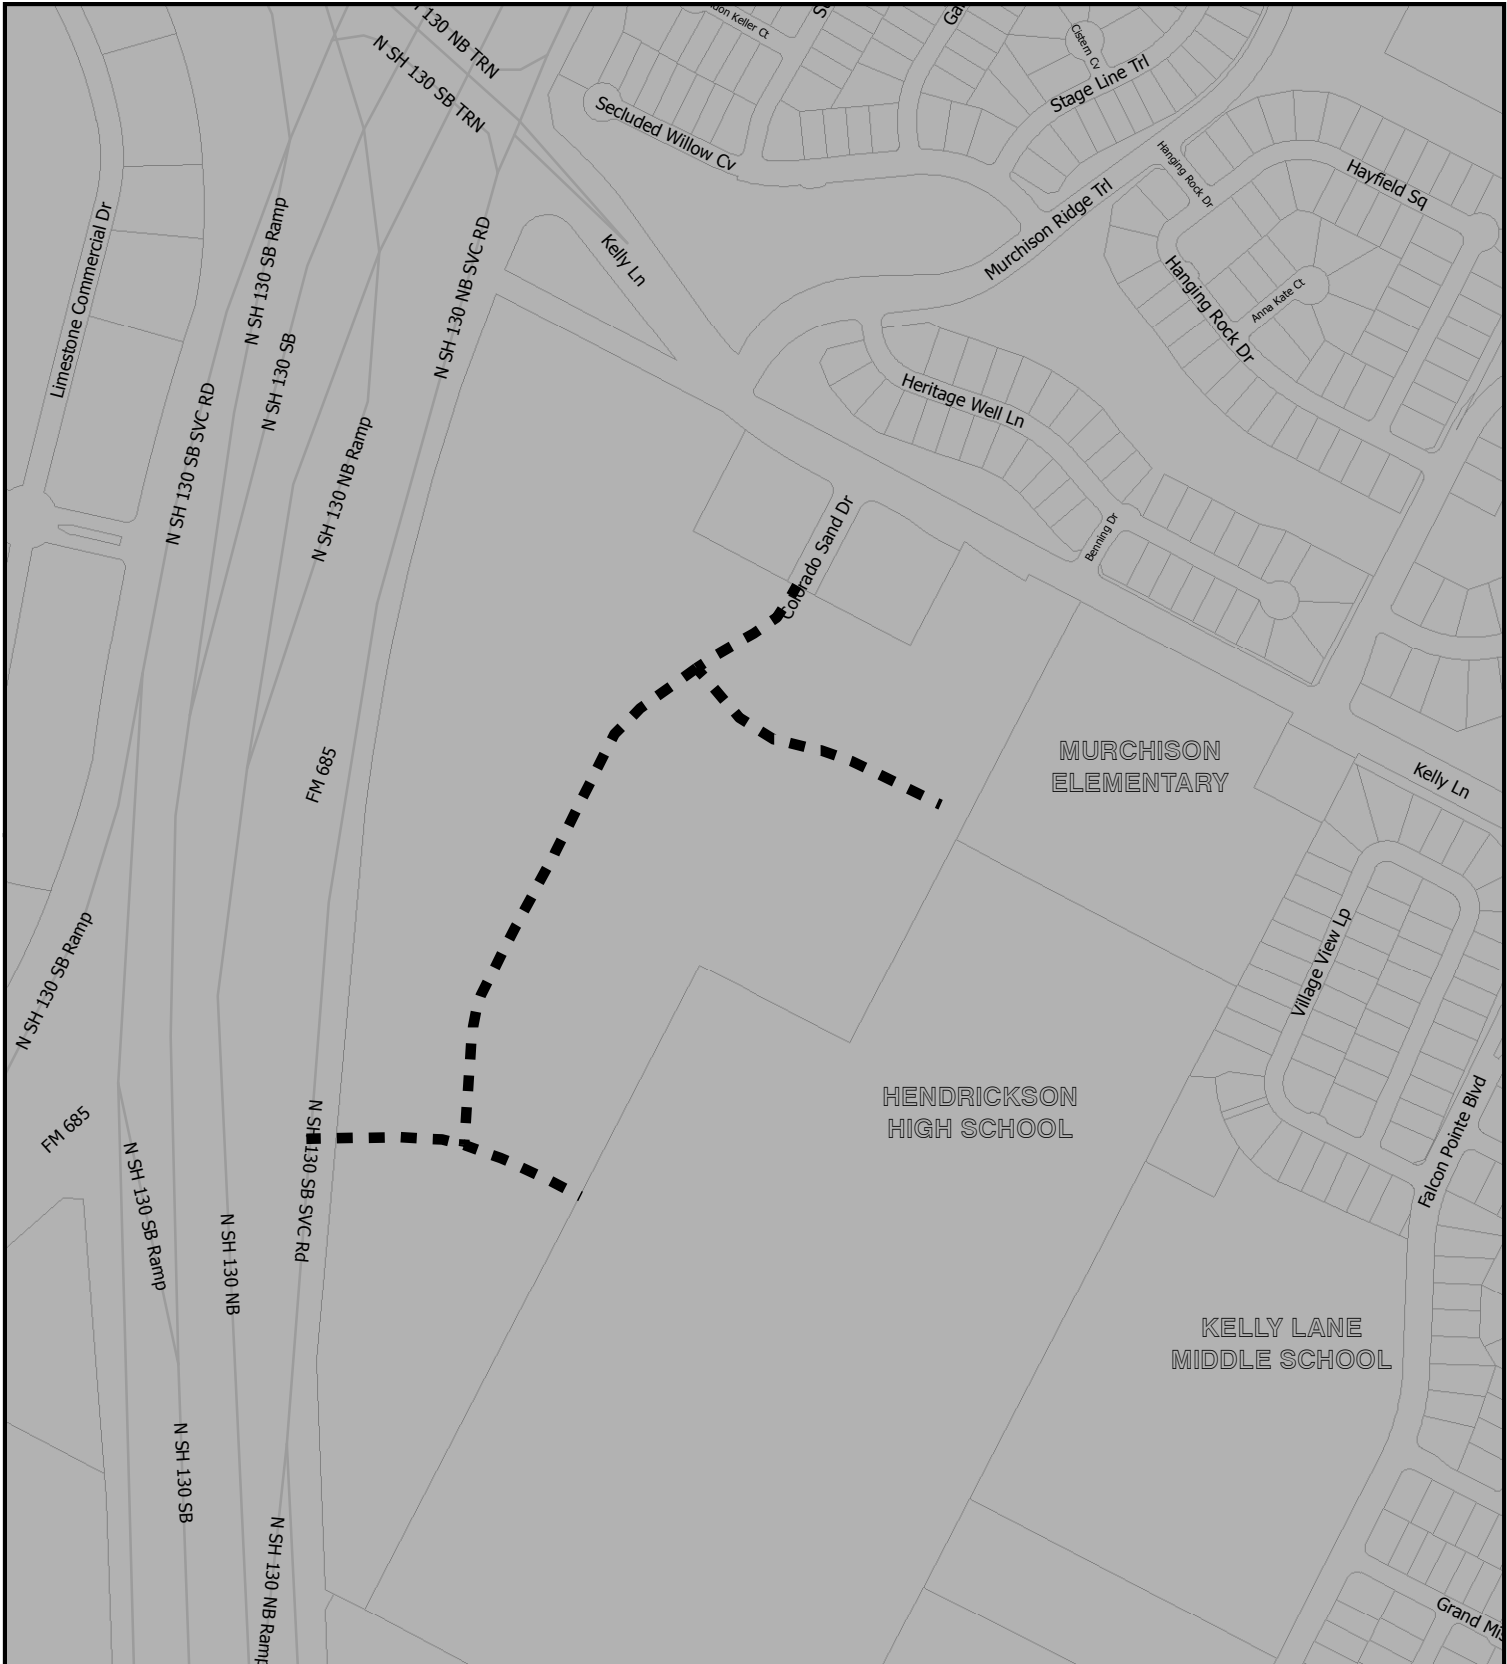 130 NB TRN
N SH 130 SB TRN
Keller Ct
Secluded Willow Cv
Cistern Cv
Stage Line Trl
Hanging Rock Dr
Hayfield Sq
Murchison Ridge Trl
Limestone Commercial Dr
N SH 130 SB Ramp
N SH 130 NB SVC RD
Kelly Ln
Hanging Rock Dr
Anna Kate Ct
N SH 130 SB
N SH 130 SB SVC RD
Heritage Well Ln
N SH 130 NB Ramp
Colorado Sand Dr
Benning Dr
FM 685
MURCHISON
ELEMENTARY
Kelly Ln
N SH 130 SB Ramp
Village View Lp
FM 685
N SH 130 SB Ramp
N SH 130 SB SVC Rd
HENDRICKSON
HIGH SCHOOL
Falcon Pointe Blvd
N SH 130 NB
KELLY LANE
MIDDLE SCHOOL
N SH 130 SB
N SH 130 NB Ramp
Grand